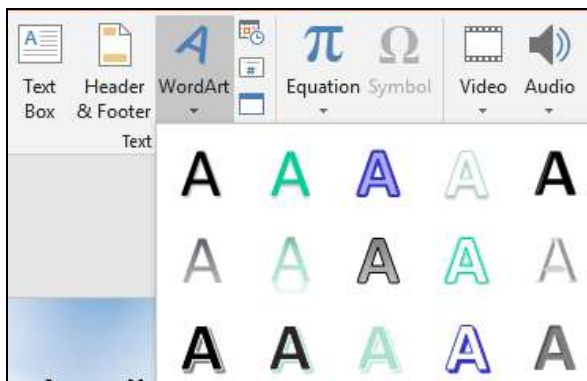 Text Box
Header & Footer
WordArt
Equation
Symbol
Video
Audio
Text
A A A A A
A A A A A
A A A A A